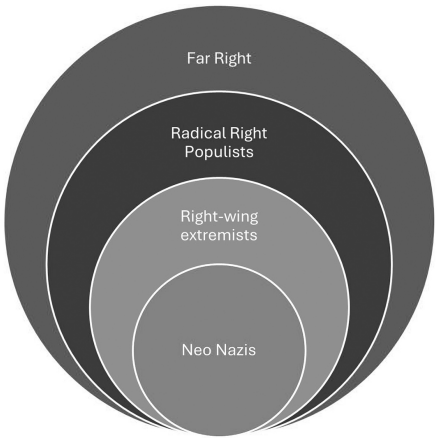 Far Right
Radical Right
Populists
Right-wing
extremists
Neo Nazis